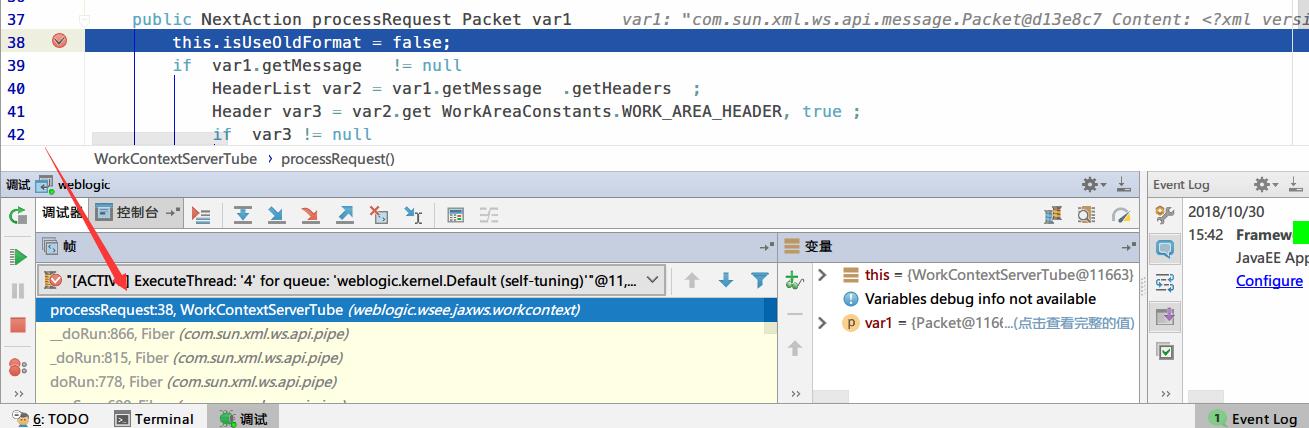 37 public NextAction processRequest Packet var1 var1: "com.sun.xml.ws.api.message.Packet@d13e8c7 Content: <?xml versi
38 this.isUseOldFormat = false;
39 if var1.getMessage != null
40 HeaderList var2 = var1.getMessage .getHeaders ;
41 Header var3 = var2.get WorkAreaConstants.WORK_AREA_HEADER, true ;
42 if var3 != null
WorkContextServerTube › processRequest()
调试 weblogic
Event Log
调试器 控制台
帧
变量
"[ACTIV ] ExecuteThread: '4' for queue: 'weblogic.kernel.Default (self-tuning)'"@11,...
processRequest:38, WorkContextServerTube (weblogic.wsee.jaxws.workcontext)
__doRun:866, Fiber (com.sun.xml.ws.api.pipe)
_doRun:815, Fiber (com.sun.xml.ws.api.pipe)
doRun:778, Fiber (com.sun.xml.ws.api.pipe)
this = {WorkContextServerTube@11663}
Variables debug info not available
var1 = {Packet@116(...(点击查看完整的值)
2018/10/30
15:42 Framew
JavaEE App
Configure
6: TODO Terminal 调试
1 Event Log